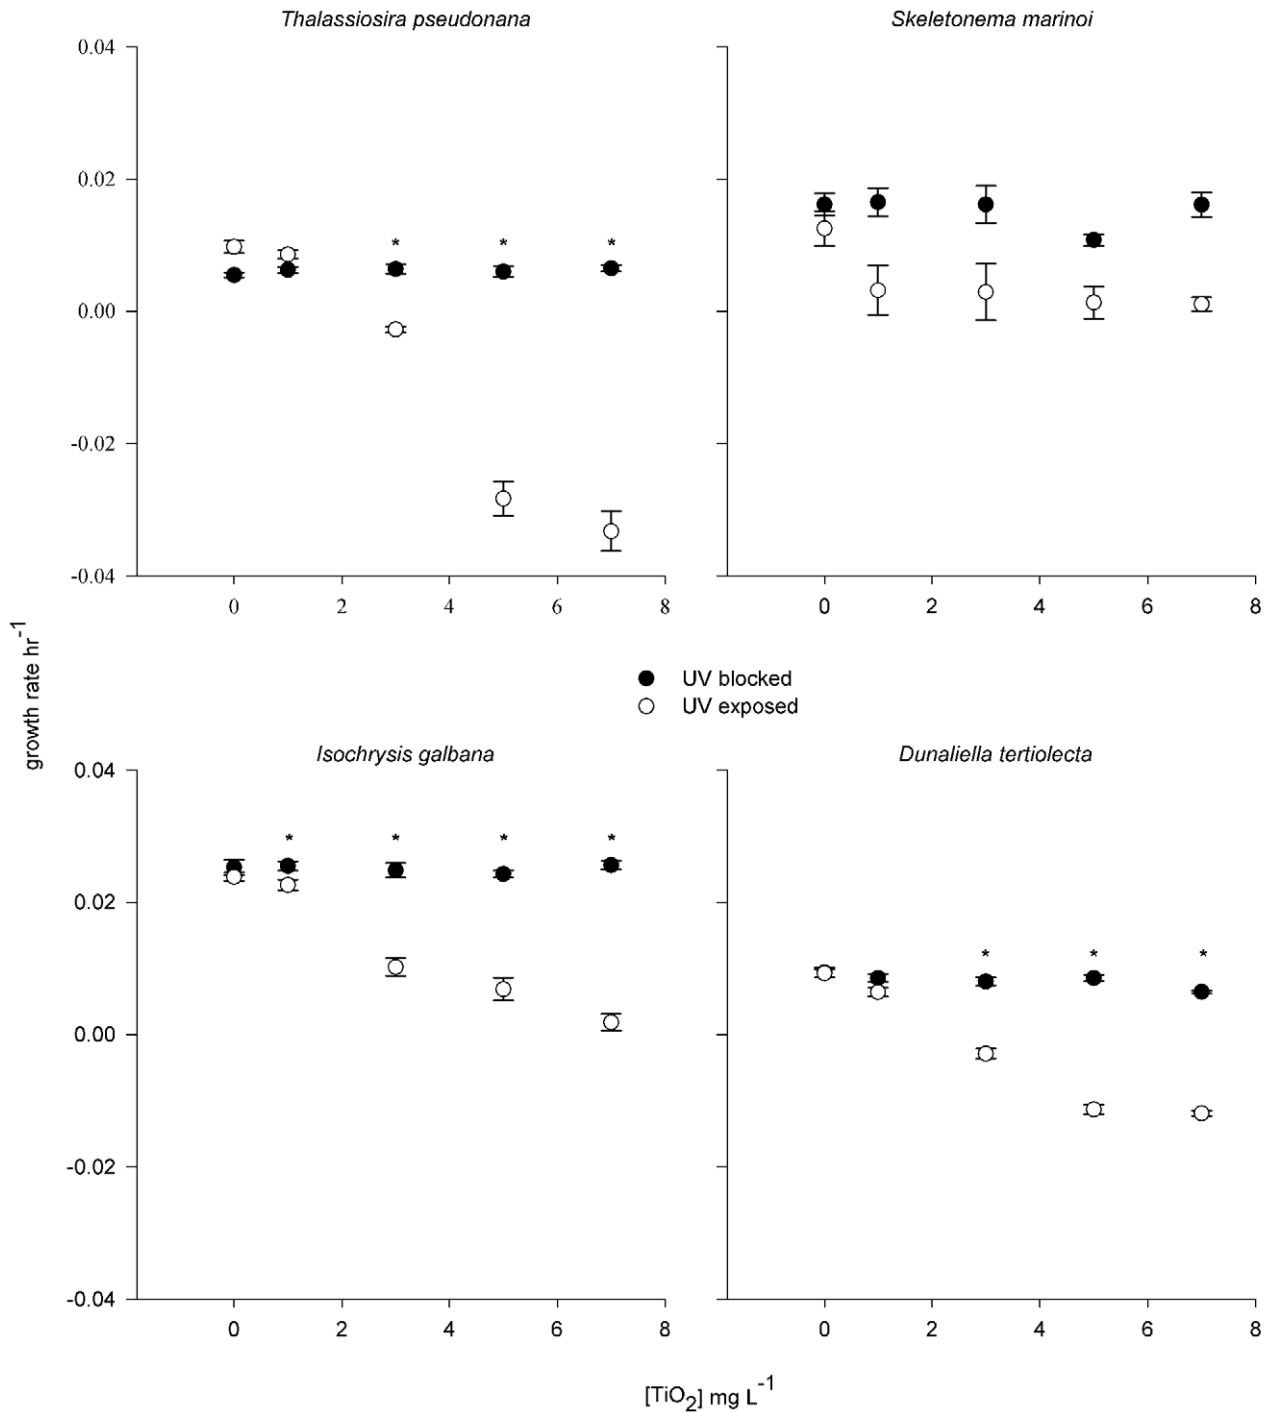 Thalassiosira pseudonana
Skeletonema marinoi
0.04
0.02
0.00
-0.02
-0.04
* * *
0 2 4 6 8
0 2 4 6 8
growth rate hr-1
UV blocked
UV exposed
Isochrysis galbana
Dunaliella tertiolecta
0.04
0.02
0.00
-0.02
-0.04
* * * *
* * *
0 2 4 6 8
0 2 4 6 8
[TiO2] mg L-1